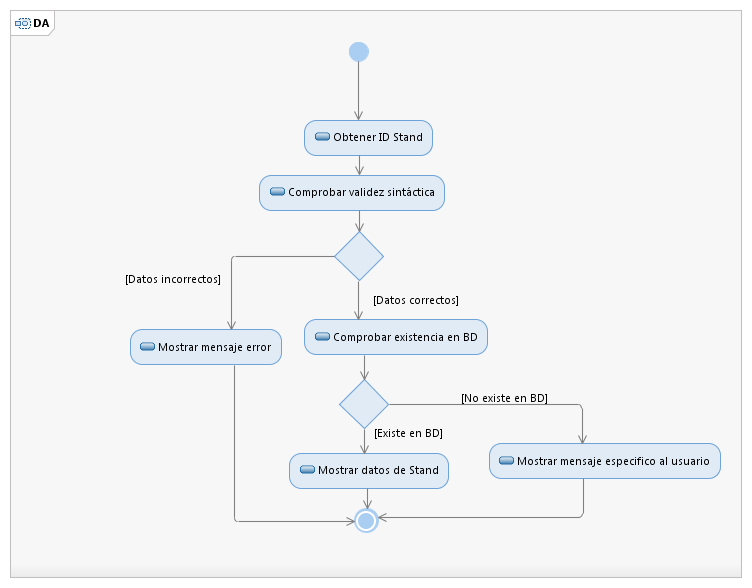 DA
Obtener ID Stand
Comprobar validez sintáctica
[Datos incorrectos]
[Datos correctos]
Mostrar mensaje error
Comprobar existencia en BD
[No existe en BD]
[Existe en BD]
Mostrar datos de Stand
Mostrar mensaje especifico al usuario